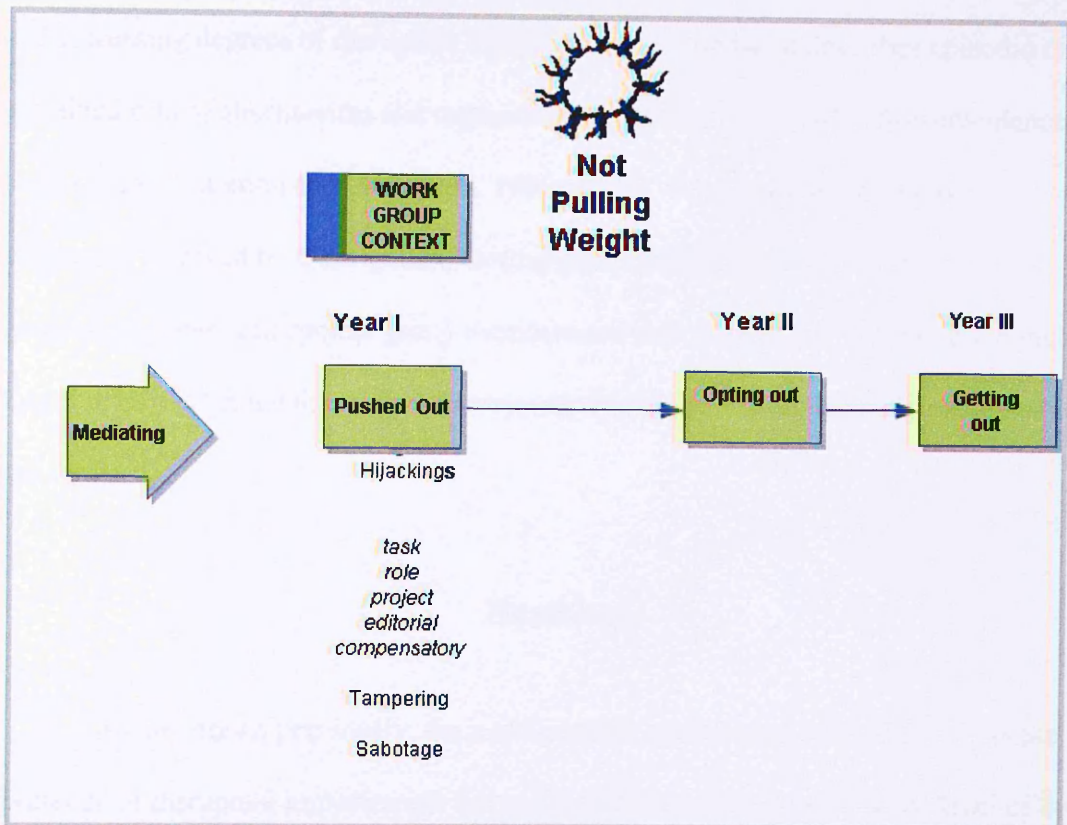 Not
Pulling
Weight
WORK
GROUP
CONTEXT
Year I
Year II
Year III
Mediating
Pushed Out
Opting out
Getting
out
Hijackings
task
role
project
editorial
compensatory
Tampering
Sabotage